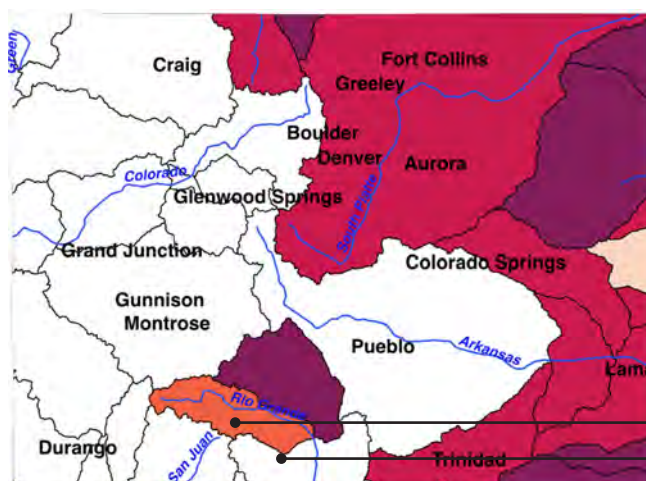 Green
Craig
Fort Collins
Greeley
Boulder
Denver
Aurora
Colorado
Glenwood Springs
South Platte
Grand Junction
Colorado Springs
Gunnison
Montrose
Pueblo
Arkansas
Lama
Rio Grande
Durango
San Juan
Trinidad